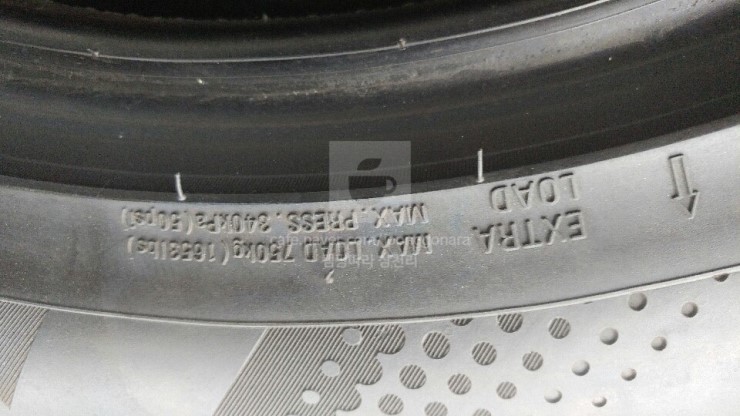 EXTRA
LOAD
MAX. LOAD 750kg (1653lbs)
MAX. PRESS. 340kPa (50psi)